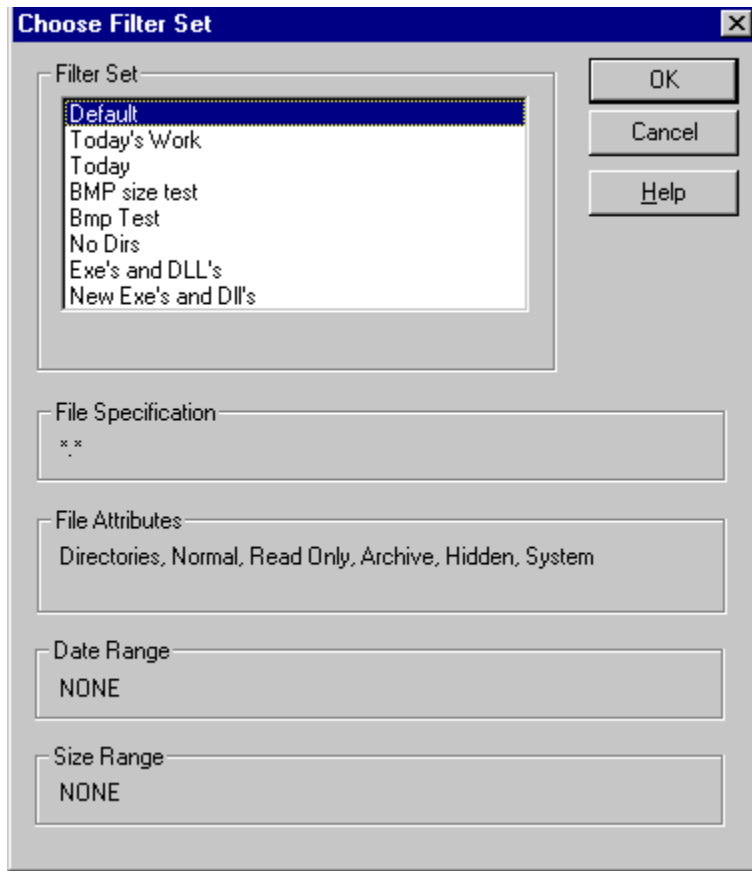 Choose Filter Set
Filter Set
Default
Today's Work
Today
BMP size test
Bmp Test
No Dirs
Exe's and DLL's
New Exe's and Dll's
OK
Cancel
Help
File Specification
*.*
File Attributes
Directories, Normal, Read Only, Archive, Hidden, System
Date Range
NONE
Size Range
NONE